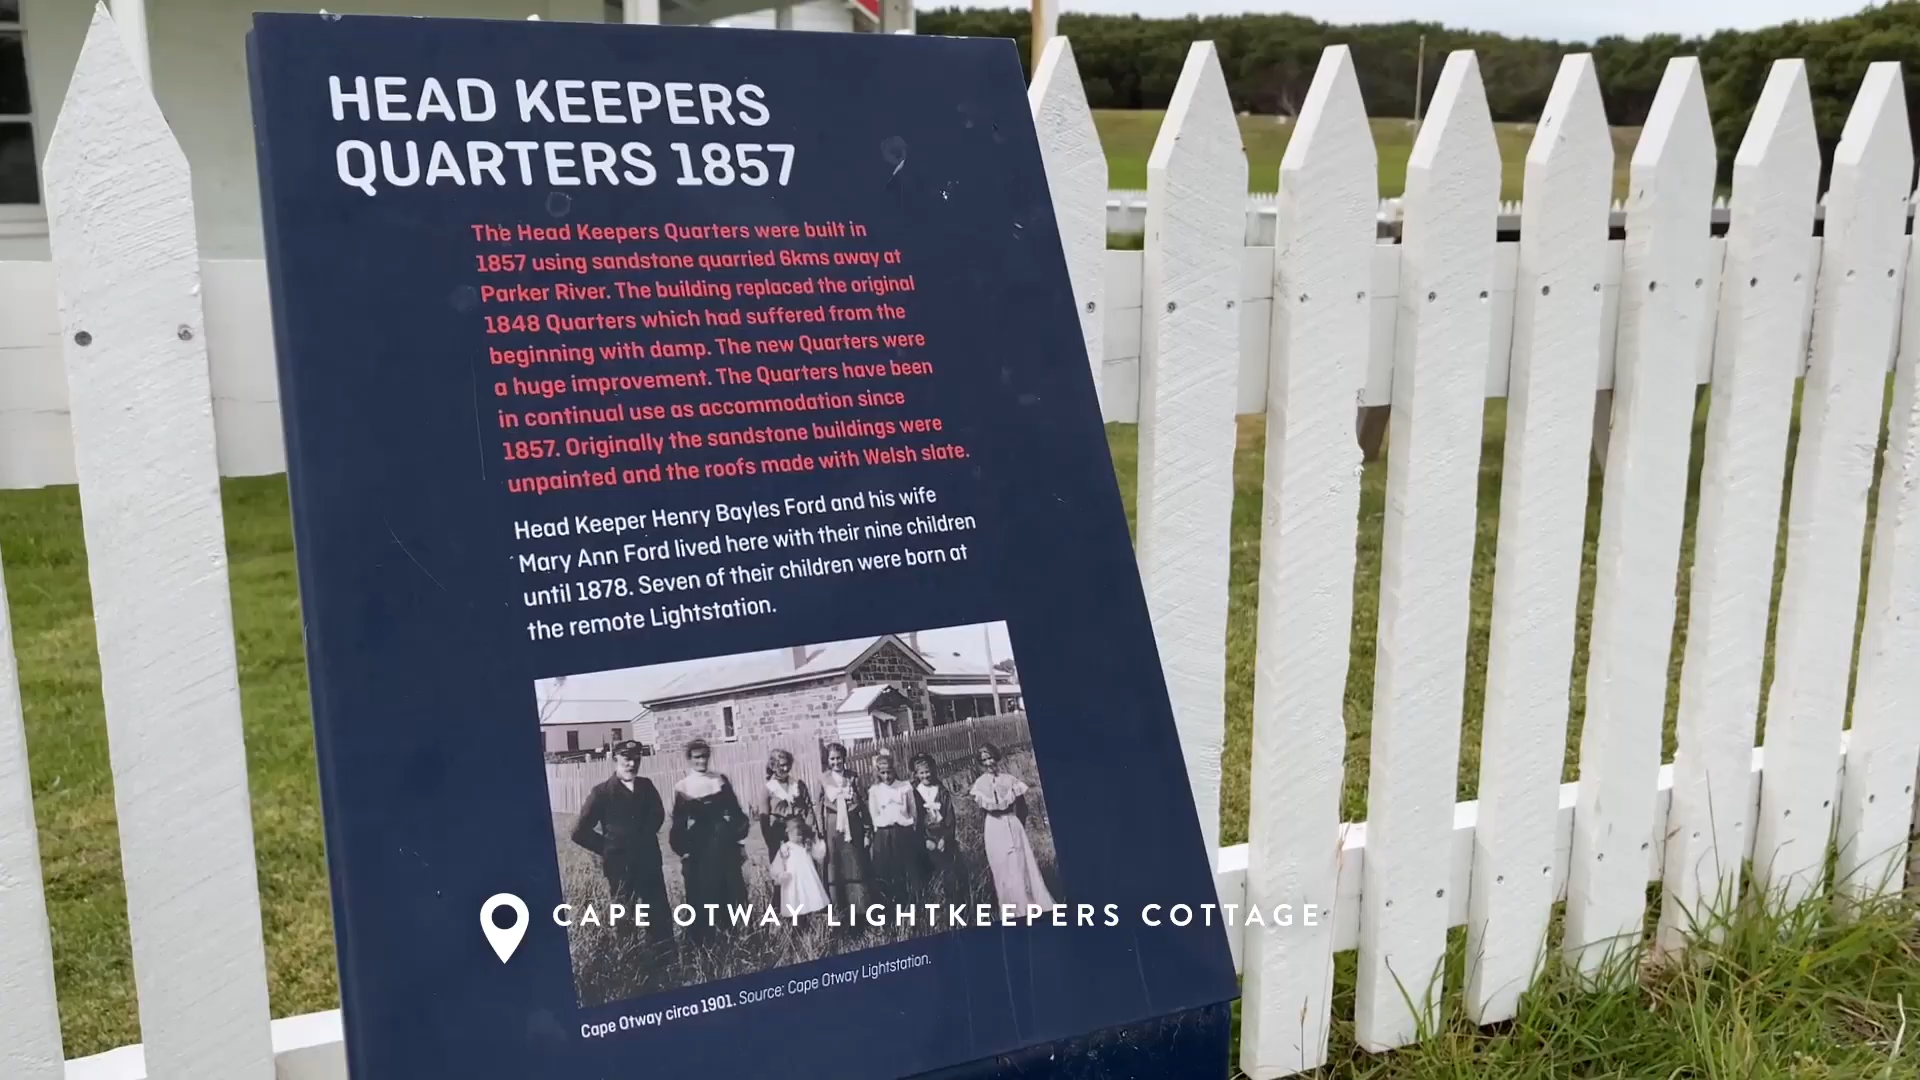 HEAD KEEPERS
QUARTERS 1857
The Head Keepers Quarters were built in
1857 using sandstone quarried 6kms away at
Parker River. The building replaced the original
1848 Quarters which had suffered from the
beginning with damp. The new Quarters were
a huge improvement. The Quarters have been
in continual use as accommodation since
1857. Originally the sandstone buildings were
unpainted and the roofs made with Welsh slate.
Head Keeper Henry Bayles Ford and his wife
Mary Ann Ford lived here with their nine children
until 1878. Seven of their children were born at
the remote Lightstation.
CAPE OTWAY LIGHTKEEPERS COTTAGE
Cape Otway circa 1901. Source: Cape Otway Lightstation.